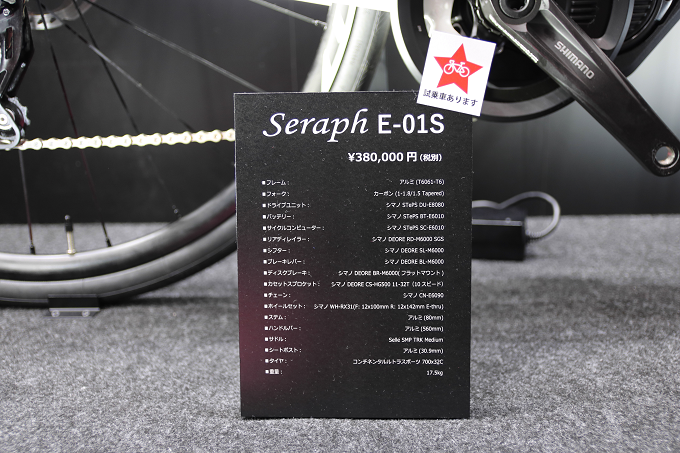 SHIMANO
試乗車あります
Seraph E-01S
¥380,000 円(税別)
■フレーム： アルミ (T6061-T6)
■フォーク： カーボン (1-1.8/1.5 Tapered)
■ドライブユニット： シマノ STePS DU-E8080
■バッテリー： シマノ STePS BT-E6010
■サイクルコンピューター： シマノ STePS SC-E6010
■リアディレイラー： シマノ DEORE RD-M6000 SGS
■シフター： シマノ DEORE SL-M6000
■ブレーキレバー： シマノ DEORE BL-M6000
■ディスクブレーキ： シマノ DEORE BR-M6000(フラットマウント)
■カセットスプロケット： シマノ DEORE CS-HG500 11-32T（10スピード）
■チェーン： シマノ CN-E6090
■ホイールセット： シマノ WH-RX31(F: 12x100mm R: 12x142mm E-thru)
■ステム： アルミ(80mm)
■ハンドルバー： アルミ(560mm)
■サドル： Selle SMP TRK Medium
■シートポスト： アルミ(30.9mm)
■タイヤ： コンチネンタルルトラスポーツ 700x32C
■重量： 17.5kg